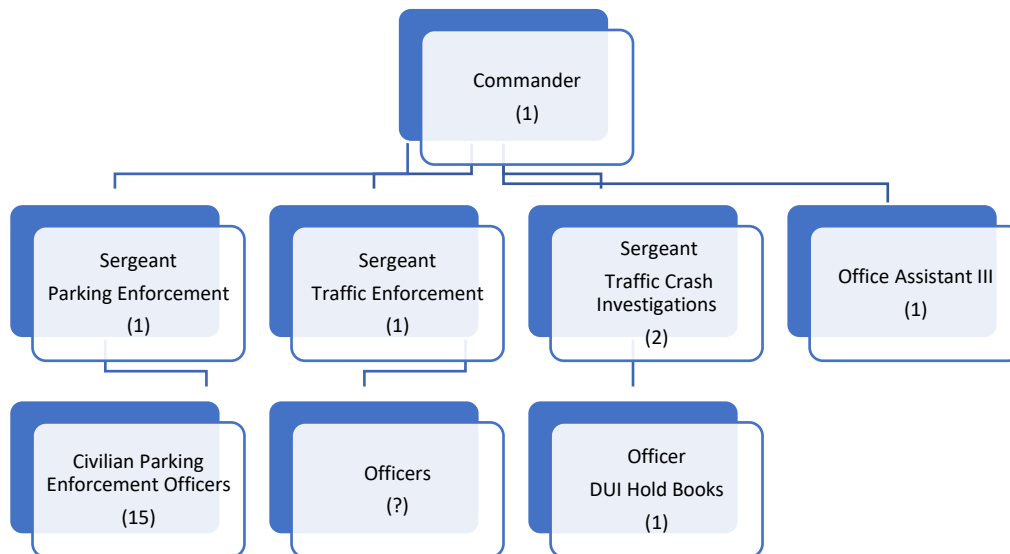 Commander
(1)
Sergeant
Parking Enforcement
(1)
Sergeant
Traffic Enforcement
(1)
Sergeant
Traffic Crash
Investigations
(2)
Office Assistant III
(1)
Civilian Parking
Enforcement Officers
(15)
Officers
(?)
Officer
DUI Hold Books
(1)